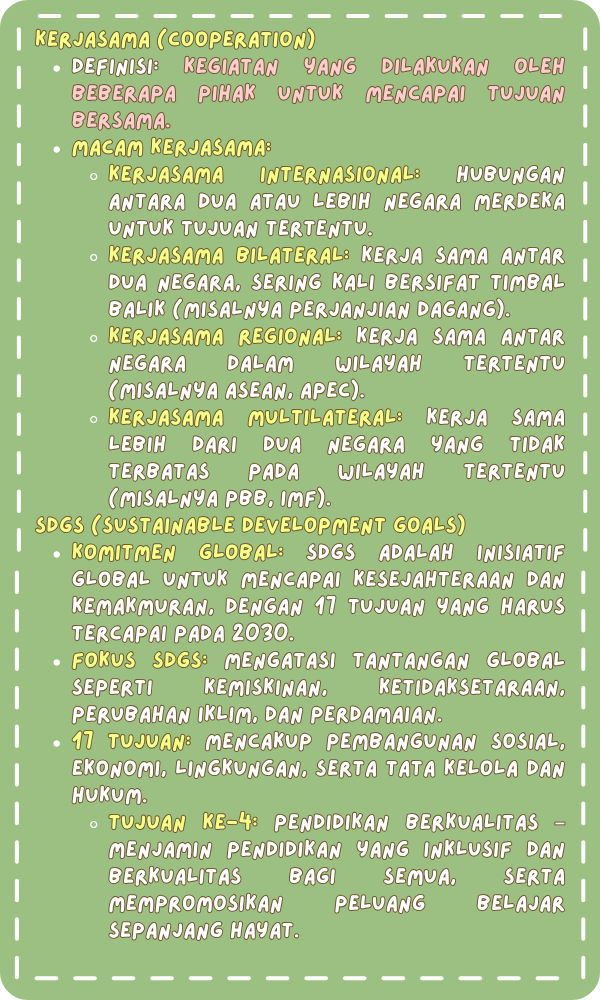 KERJASAMA (COOPERATION)
• DEFINISI: KEGIATAN YANG DILAKUKAN OLEH
BEBERAPA PIHAK UNTUK MENCAPAI TUJUAN
BERSAMA.
• MACAM KERJASAMA:
◦ KERJASAMA INTERNASIONAL: HUBUNGAN
ANTARA DUA ATAU LEBIH NEGARA MERDEKA
UNTUK TUJUAN TERTENTU.
◦ KERJASAMA BILATERAL: KERJA SAMA ANTAR
DUA NEGARA, SERING KALI BERSIFAT TIMBAL
BALIK (MISALNYA PERJANJIAN DAGANG).
◦ KERJASAMA REGIONAL: KERJA SAMA ANTAR
NEGARA DALAM WILAYAH TERTENTU
(MISALNYA ASEAN, APEC).
◦ KERJASAMA MULTILATERAL: KERJA SAMA
LEBIH DARI DUA NEGARA YANG TIDAK
TERBATAS PADA WILAYAH TERTENTU
(MISALNYA PBB, IMF).
SDGS (SUSTAINABLE DEVELOPMENT GOALS)
• KOMITMEN GLOBAL: SDGS ADALAH INISIATIF
GLOBAL UNTUK MENCAPAI KESEJAHTERAAN DAN
KEMAKMURAN, DENGAN 17 TUJUAN YANG HARUS
TERCAPAI PADA 2030.
• FOKUS SDGS: MENGATASI TANTANGAN GLOBAL
SEPERTI KEMISKINAN, KETIDAKSETARAAN,
PERUBAHAN IKLIM, DAN PERDAMAIAN.
• 17 TUJUAN: MENCAKUP PEMBANGUNAN SOSIAL,
EKONOMI, LINGKUNGAN, SERTA TATA KELOLA DAN
HUKUM.
◦ TUJUAN KE-4: PENDIDIKAN BERKUALITAS –
MENJAMIN PENDIDIKAN YANG INKLUSIF DAN
BERKUALITAS BAGI SEMUA, SERTA
MEMPROMOSIKAN PELUANG BELAJAR
SEPANJANG HAYAT.